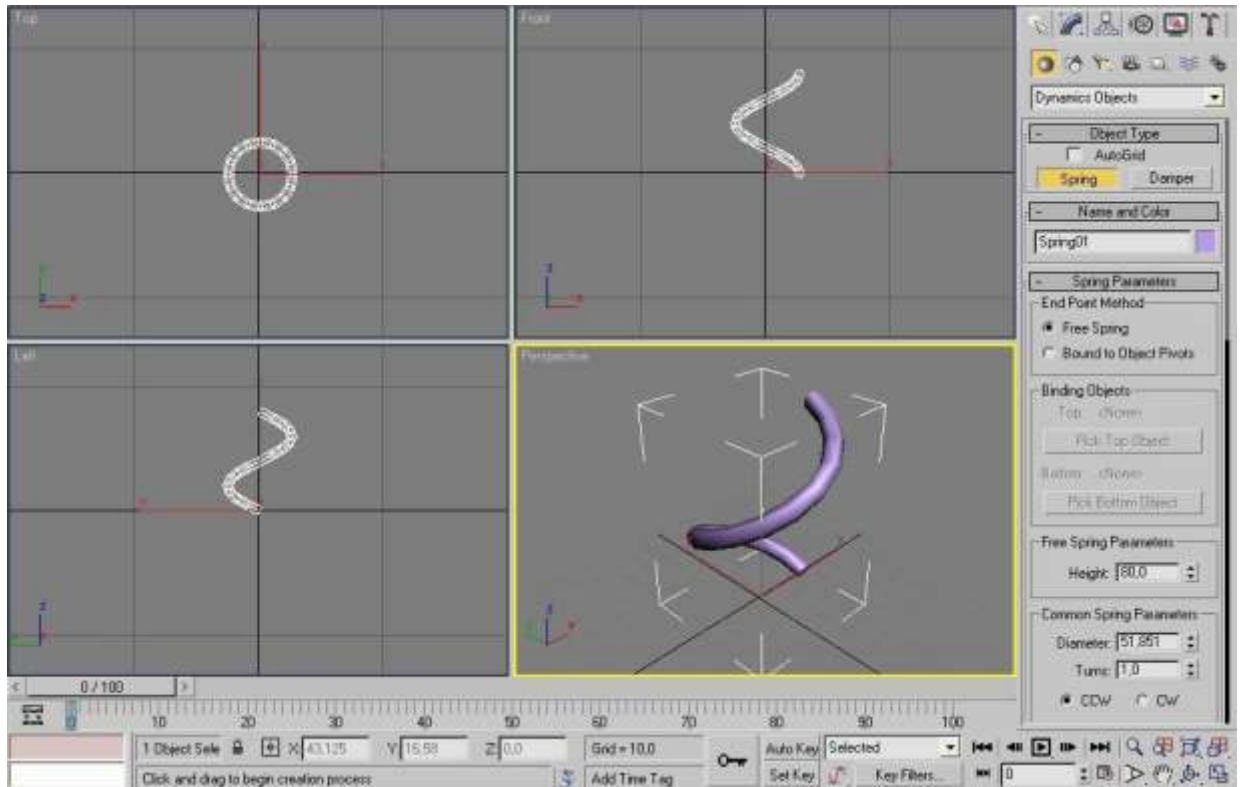 Top
Front
Left
Perspective
Dynamics Objects
- Object Type
AutoGrid
Spring Damper
- Name and Color
Spring01
- Spring Parameters
End Point Method
Free Spring
Bound to Object Pivots
Binding Objects
Top: <None>
Pick Top Object
Bottom: <None>
Pick Bottom Object
Free Spring Parameters
Height: 80,0
Common Spring Parameters
Diameter: 51,851
Turns: 1,0
CCW CW
< 0 / 100 >
0 10 20 30 40 50 60 70 80 90 100
1 Object Sele X 43,125 Y 16,58 Z 0,0 Grid = 10,0 Auto Key Selected
Click and drag to begin creation process Add Time Tag Set Key Key Filters... 0